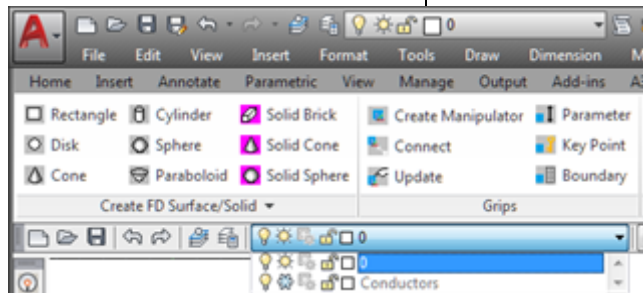 0
File Edit View Insert Format Tools Draw Dimension
Home Insert Annotate Parametric View Manage Output Add-ins
Rectangle Cylinder Solid Brick Create Manipulator Parameter
Disk Sphere Solid Cone Connect Key Point
Cone Paraboloid Solid Sphere Update Boundary
Create FD Surface/Solid Grips
0
0
Conductors